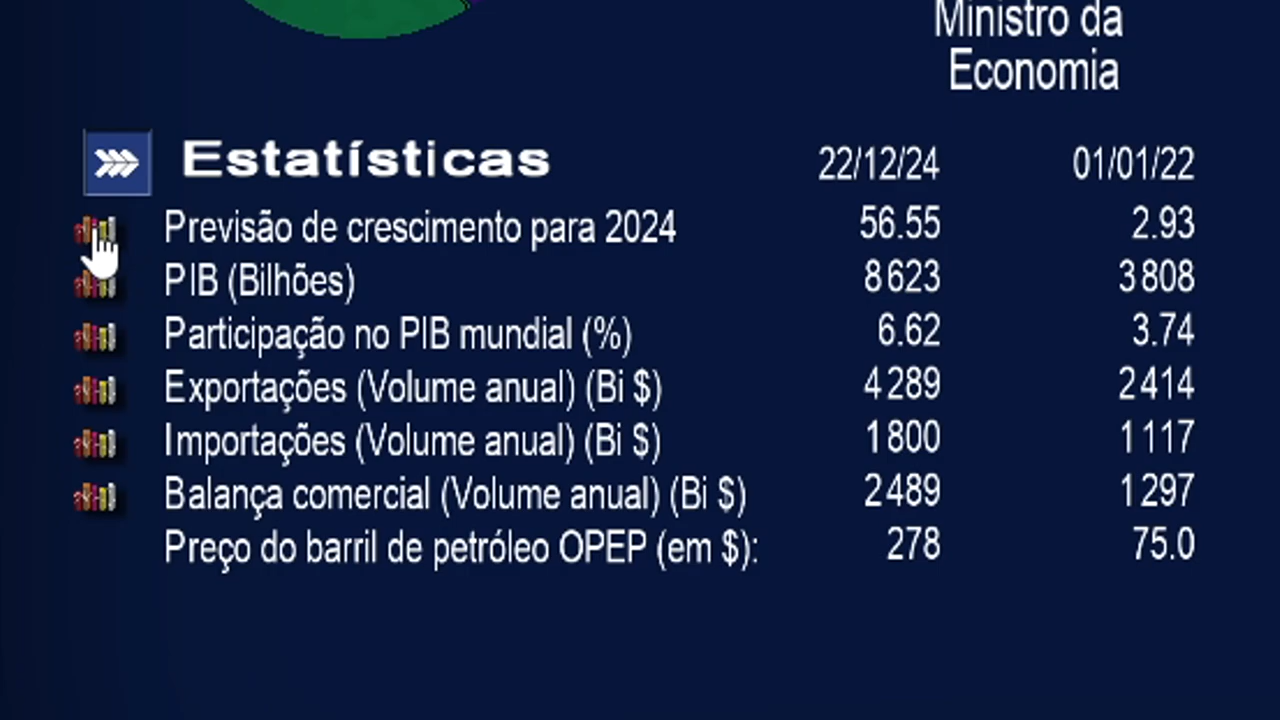 Ministro da
Economia
Estatísticas 22/12/24 01/01/22
Previsão de crescimento para 2024 56.55 2.93
PIB (Bilhões) 8623 3808
Participação no PIB mundial (%) 6.62 3.74
Exportações (Volume anual) (Bi $) 4289 2414
Importações (Volume anual) (Bi $) 1800 1117
Balança comercial (Volume anual) (Bi $) 2489 1297
Preço do barril de petróleo OPEP (em $): 278 75.0